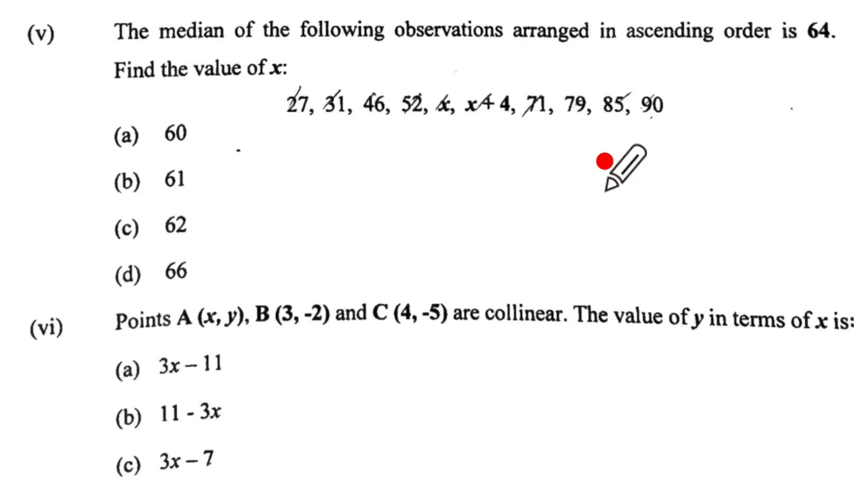 (v) The median of the following observations arranged in ascending order is 64.
Find the value of x:
27, 31, 46, 52, x, x+ 4, 71, 79, 85, 90
(a) 60
(b) 61
(c) 62
(d) 66
(vi) Points A (x, y), B (3, -2) and C (4, -5) are collinear. The value of y in terms of x is:
(a) 3x – 11
(b) 11 - 3x
(c) 3x – 7